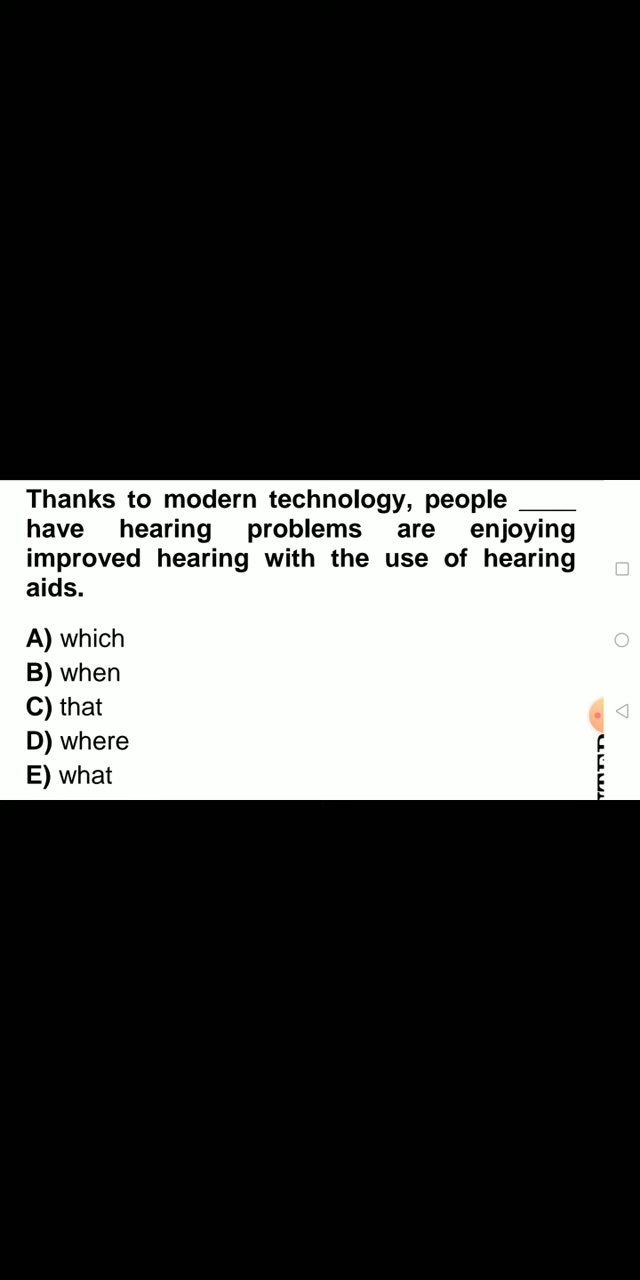 Thanks to modern technology, people ____
have hearing problems are enjoying
improved hearing with the use of hearing
aids.
A) which
B) when
C) that
D) where
E) what